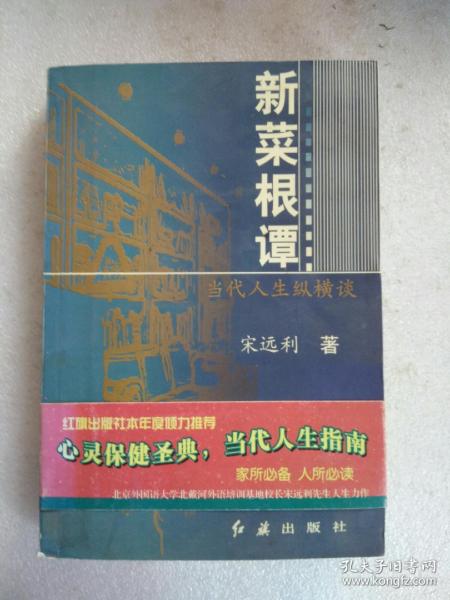 新菜根谭
当代人生纵横谈
宋远利 著
红旗出版社本年度倾力推荐
心灵保健圣典，当代人生指南
家所必备 人所必读
北京外国语大学北戴河外语培训基地校长宋远利先生人生力作
红旗出版社
孔夫子旧书网
www.kongfz.com